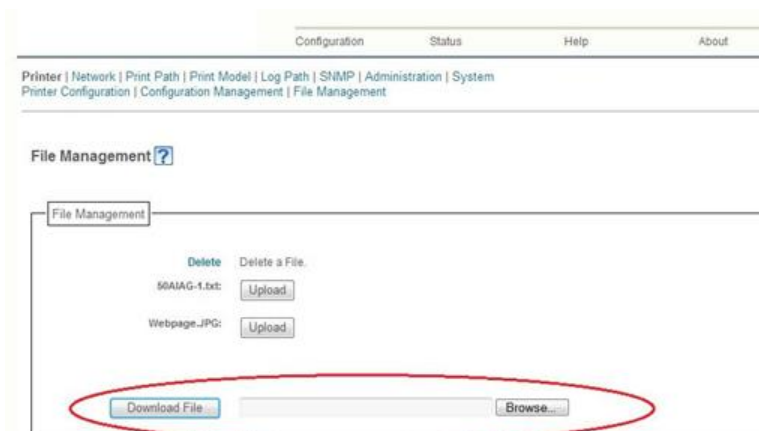 Configuration Status Help About
Printer | Network | Print Path | Print Model | Log Path | SNMP | Administration | System
Printer Configuration | Configuration Management | File Management
File Management ?
File Management
Delete Delete a File.
50AIAG-1.txt: Upload
Webpage.JPG: Upload
Download File Browse...